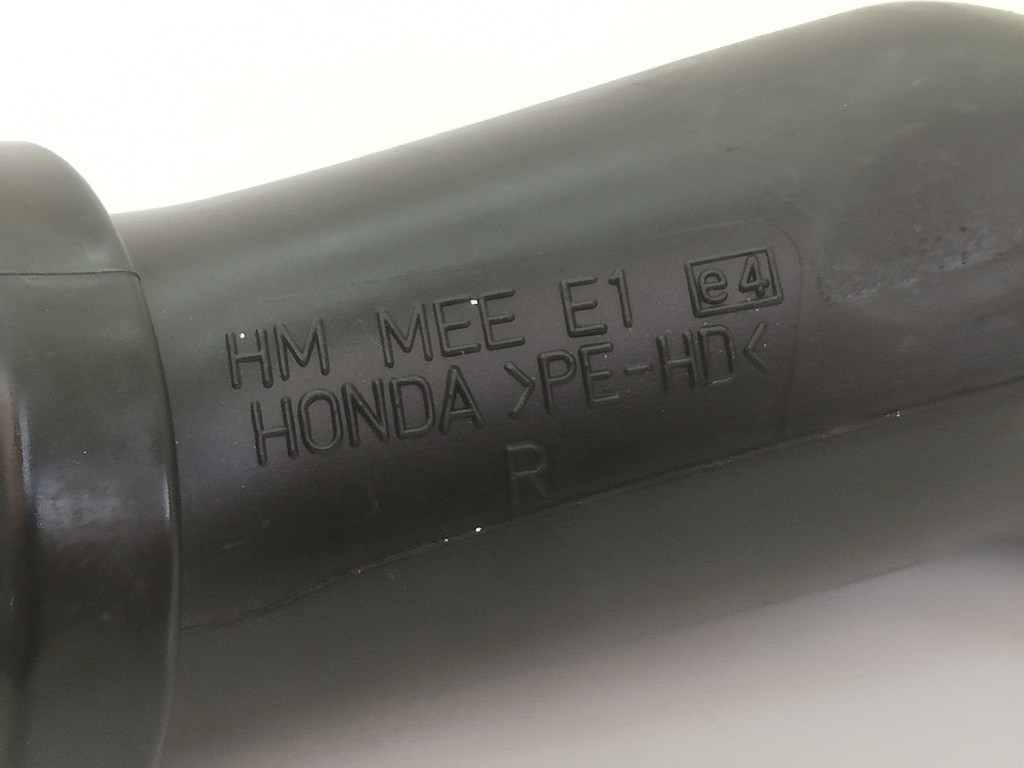 HM MEE E1 e4
HONDA >PE-HD<
R